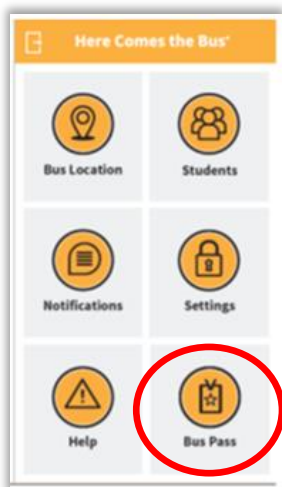 Here Comes the Bus®
Bus Location
Students
Notifications
Settings
Help
Bus Pass